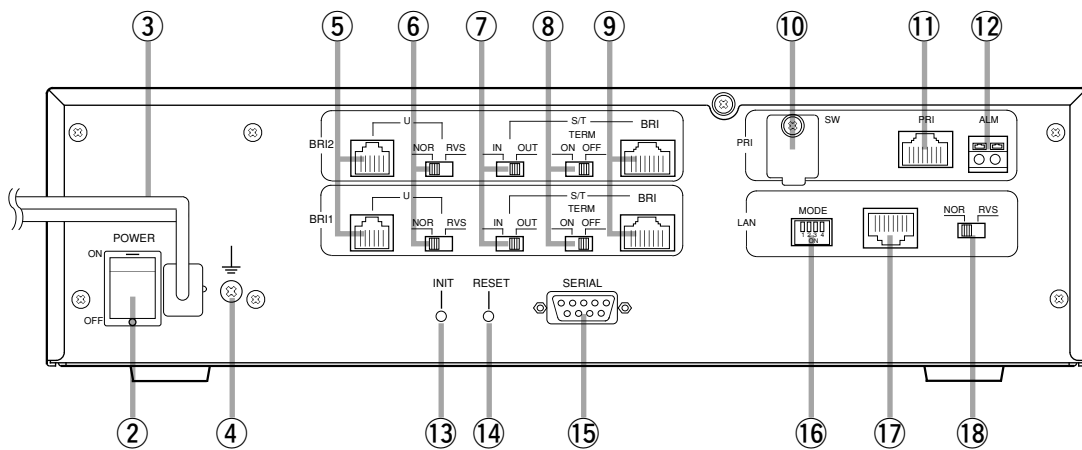 ③ ⑤ ⑥ ⑦ ⑧ ⑨ ⑩ ⑪ ⑫
U S/T BRI
BRI2 NOR RVS IN OUT TERM ON OFF
SW PRI ALM
PRI
U S/T BRI
BRI1 NOR RVS IN OUT TERM ON OFF
LAN MODE NOR RVS
1 2 3 4
ON
POWER
ON
OFF
INIT RESET SERIAL
② ④ ⑬ ⑭ ⑮ ⑯ ⑰ ⑱